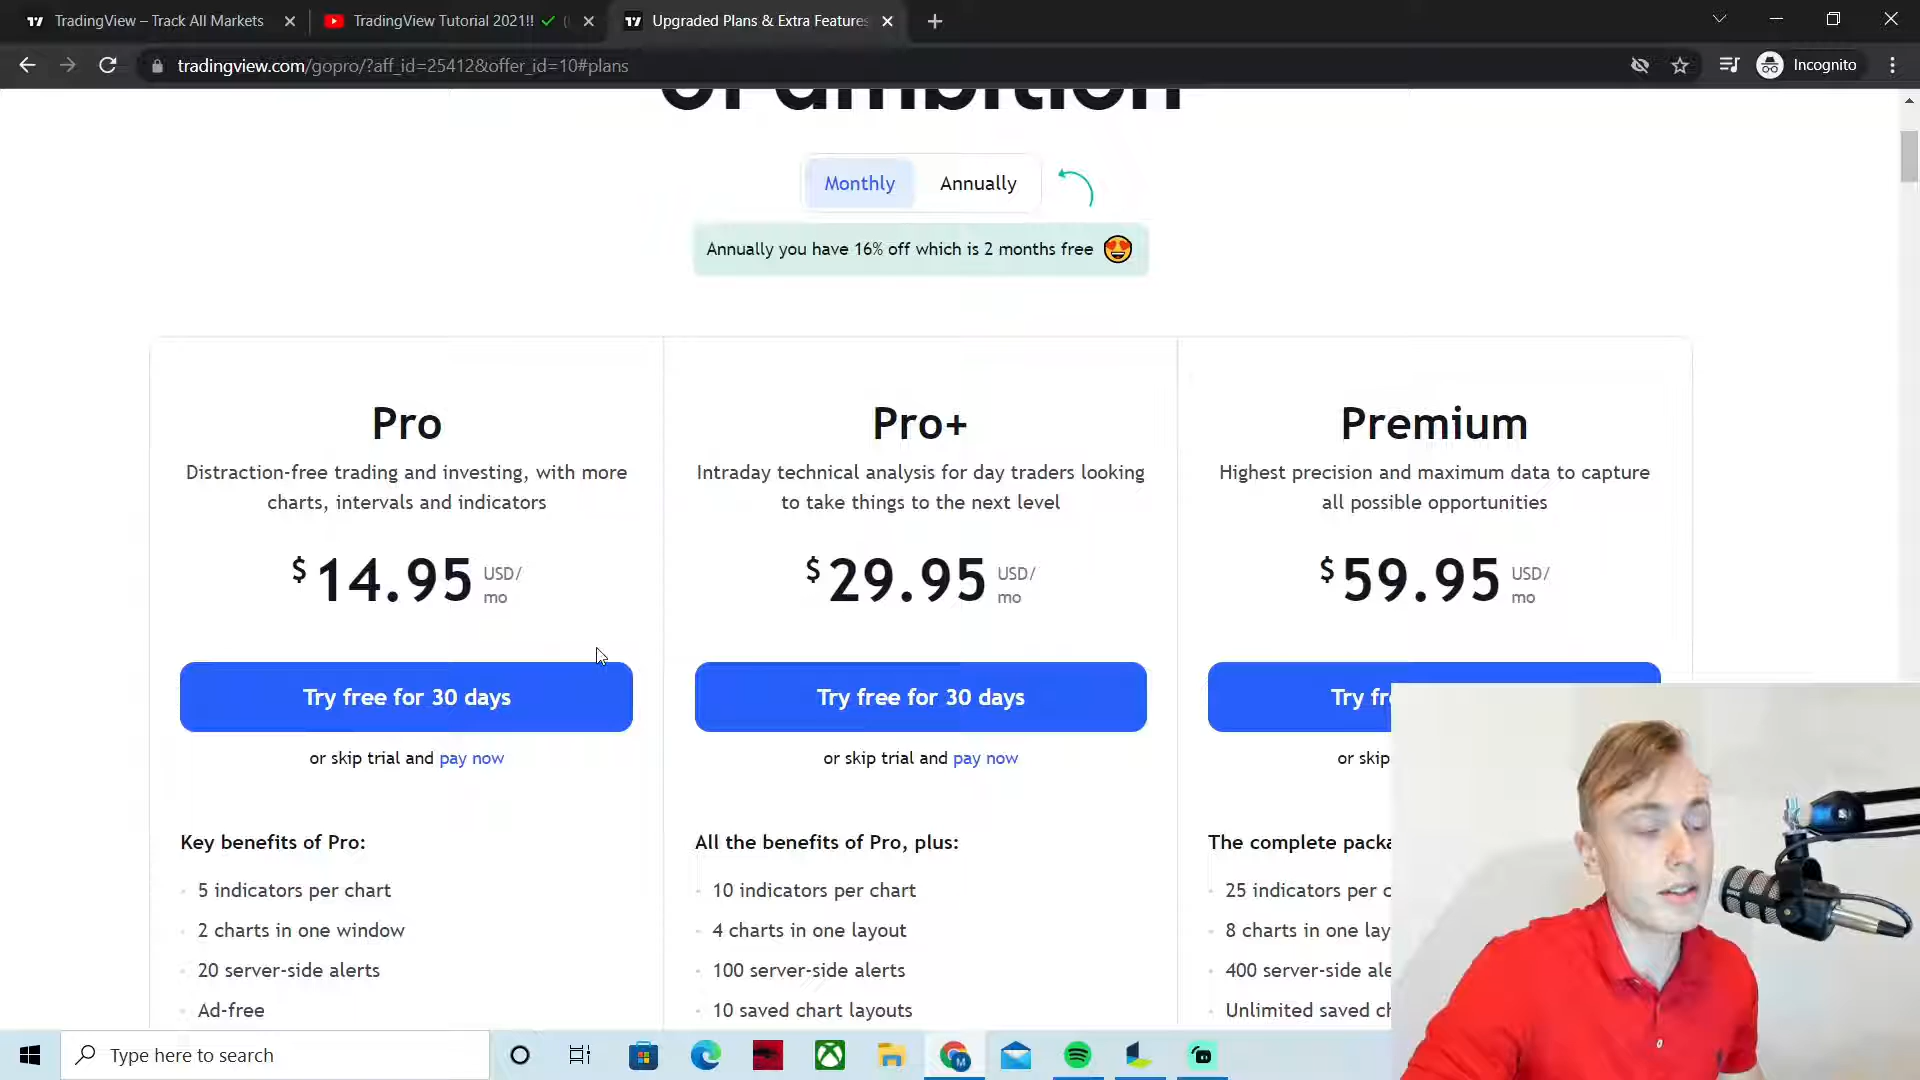 TradingView – Track All Markets
TradingView Tutorial 2021!!
Upgraded Plans & Extra Features
tradingview.com/gopro/?aff_id=25412&offer_id=10#plans
Incognito
of ambition
Monthly
Annually
Annually you have 16% off which is 2 months free
Pro
Distraction-free trading and investing, with more
charts, intervals and indicators
$14.95 USD/
mo
Try free for 30 days
or skip trial and pay now
Key benefits of Pro:
5 indicators per chart
2 charts in one window
20 server-side alerts
Ad-free
Pro+
Intraday technical analysis for day traders looking
to take things to the next level
$29.95 USD/
mo
Try free for 30 days
or skip trial and pay now
All the benefits of Pro, plus:
10 indicators per chart
4 charts in one layout
100 server-side alerts
10 saved chart layouts
Premium
Highest precision and maximum data to capture
all possible opportunities
$59.95 USD/
mo
Try fr
or skip
The complete packa
25 indicators per c
8 charts in one lay
400 server-side ale
Unlimited saved ch
Type here to search